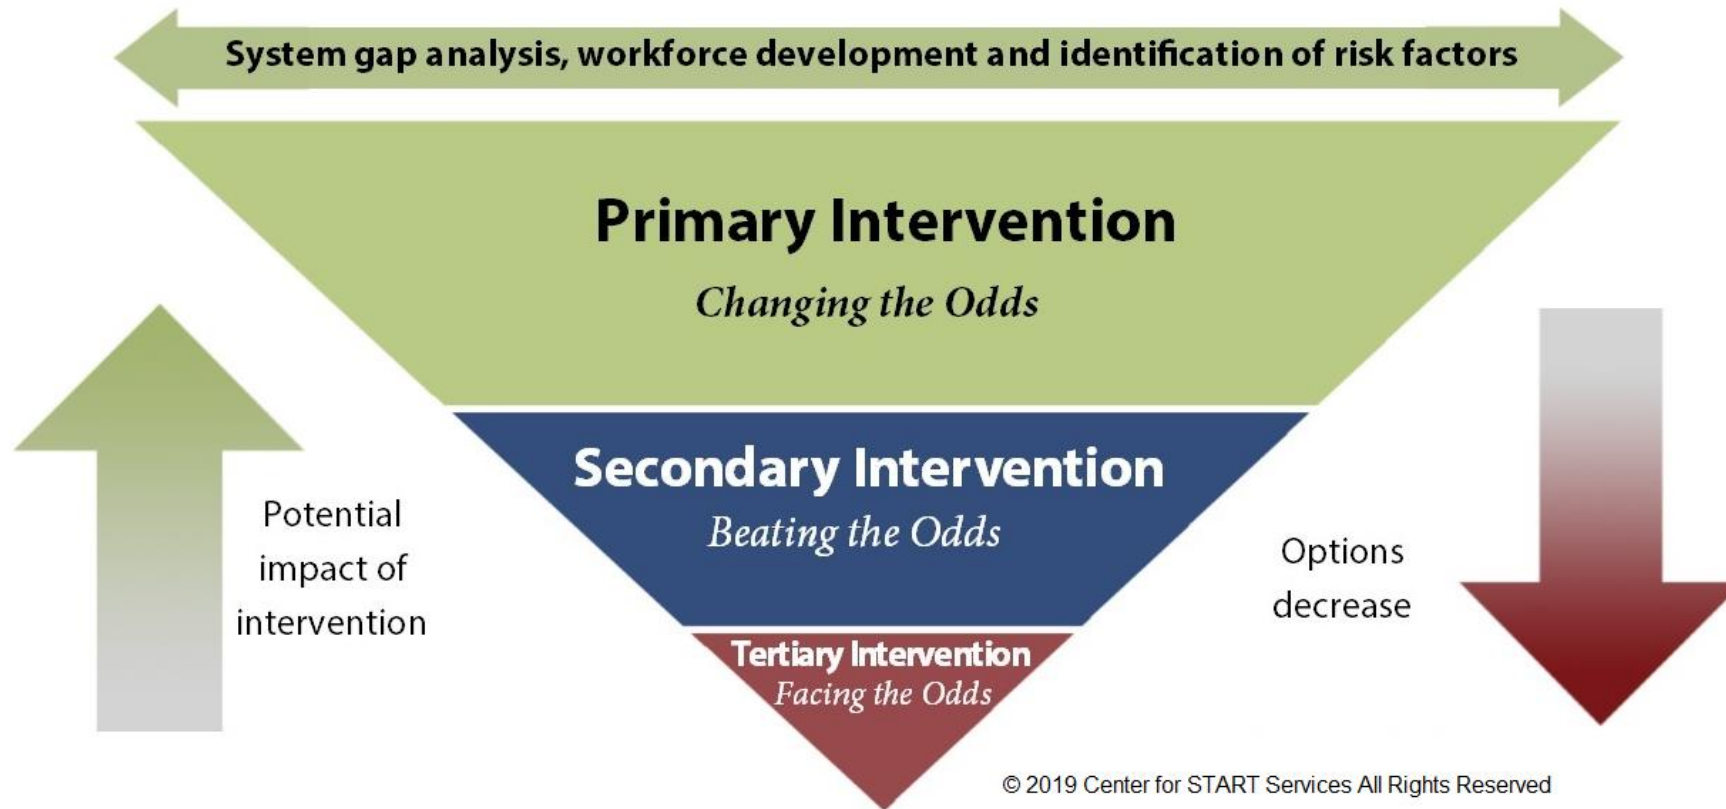 System gap analysis, workforce development and identification of risk factors
Primary Intervention
Changing the Odds
Secondary Intervention
Beating the Odds
Tertiary Intervention
Facing the Odds
Potential
impact of
intervention
Options
decrease
© 2019 Center for START Services All Rights Reserved